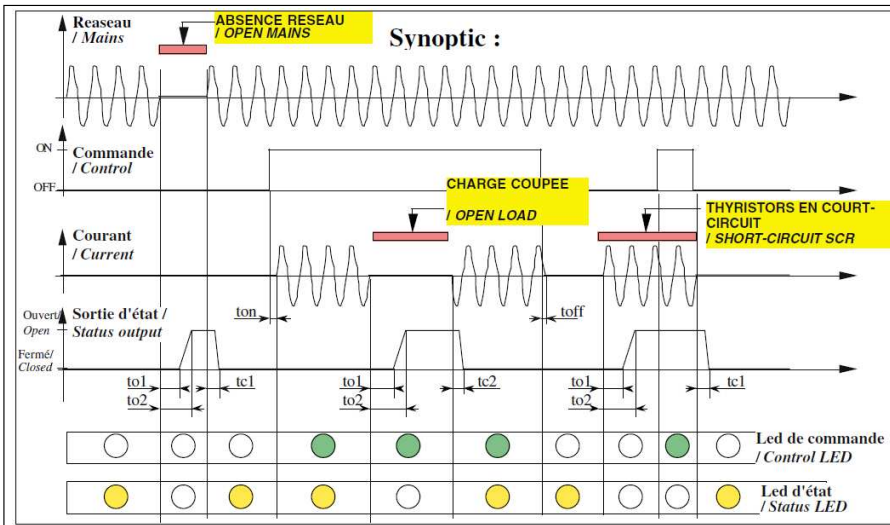 Reaseau
/ Mains
ABSENCE RESEAU
/ OPEN MAINS
Synoptic :
ON
Commande
/ Control
OFF
CHARGE COUPEE
/ OPEN LOAD
THYRISTORS EN COURT-
CIRCUIT
/ SHORT-CIRCUIT SCR
Courant
/ Current
ton
toff
Ouvert/
Open
Sortie d'état /
Status output
Fermé/
Closed
to1
tc1
to1
tc2
to1
tc1
to2
to2
to2
Led de commande
/ Control LED
Led d'état
/ Status LED